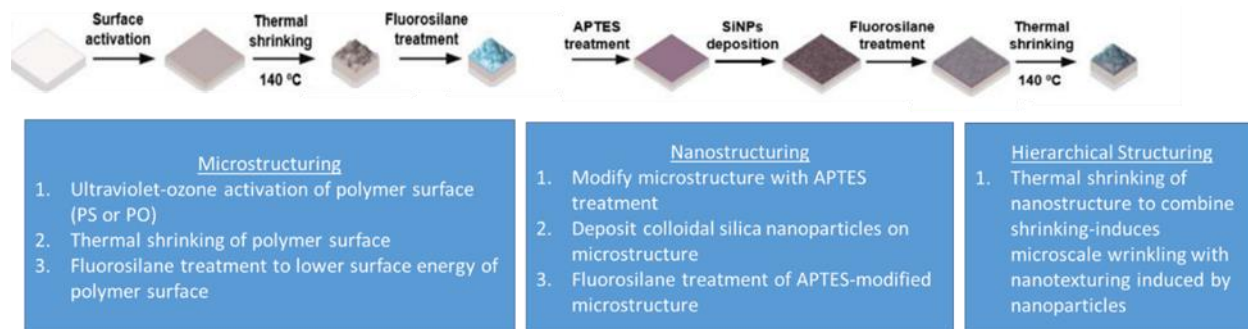 Surface
activation
Thermal
shrinking
140 ºC
Fluorosilane
treatment
APTES
treatment
SiNPs
deposition
Fluorosilane
treatment
Thermal
shrinking
140 ºC
Microstructuring
1. Ultraviolet-ozone activation of polymer surface
(PS or PO)
2. Thermal shrinking of polymer surface
3. Fluorosilane treatment to lower surface energy of
polymer surface
Nanostructuring
1. Modify microstructure with APTES
treatment
2. Deposit colloidal silica nanoparticles on
microstructure
3. Fluorosilane treatment of APTES-modified
microstructure
Hierarchical Structuring
1. Thermal shrinking of
nanostructure to combine
shrinking-induces
microscale wrinkling with
nanotexturing induced by
nanoparticles